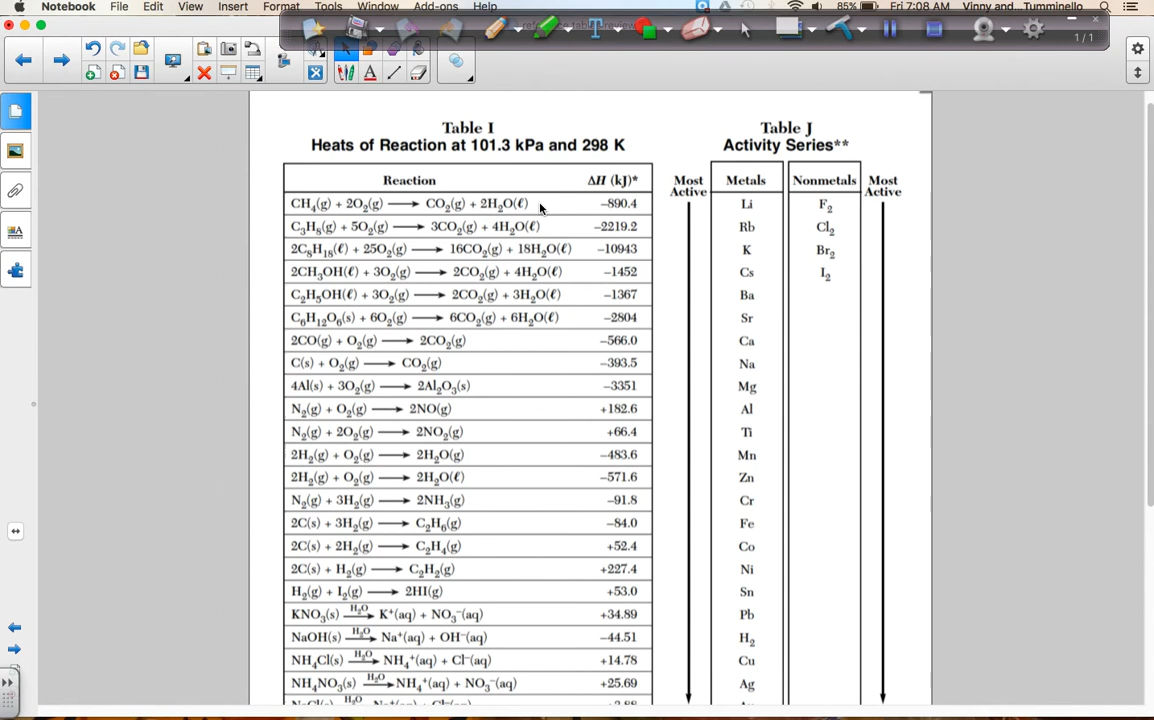 Notebook File Edit View Insert Format Tools Window Add-ons Help 85% Fri 7:08 AM Vinny and Tumminello
1/1
Table I
Heats of Reaction at 101.3 kPa and 298 K
Reaction ΔH (kJ)*
CH₄(g) + 2O₂(g) ⟶ CO₂(g) + 2H₂O(ℓ) –890.4
C₃H₈(g) + 5O₂(g) ⟶ 3CO₂(g) + 4H₂O(ℓ) –2219.2
2C₈H₁₈(ℓ) + 25O₂(g) ⟶ 16CO₂(g) + 18H₂O(ℓ) –10943
2CH₃OH(ℓ) + 3O₂(g) ⟶ 2CO₂(g) + 4H₂O(ℓ) –1452
C₂H₅OH(ℓ) + 3O₂(g) ⟶ 2CO₂(g) + 3H₂O(ℓ) –1367
C₆H₁₂O₆(s) + 6O₂(g) ⟶ 6CO₂(g) + 6H₂O(ℓ) –2804
2CO(g) + O₂(g) ⟶ 2CO₂(g) –566.0
C(s) + O₂(g) ⟶ CO₂(g) –393.5
4Al(s) + 3O₂(g) ⟶ 2Al₂O₃(s) –3351
N₂(g) + O₂(g) ⟶ 2NO(g) +182.6
N₂(g) + 2O₂(g) ⟶ 2NO₂(g) +66.4
2H₂(g) + O₂(g) ⟶ 2H₂O(g) –483.6
2H₂(g) + O₂(g) ⟶ 2H₂O(ℓ) –571.6
N₂(g) + 3H₂(g) ⟶ 2NH₃(g) –91.8
2C(s) + 3H₂(g) ⟶ C₂H₆(g) –84.0
2C(s) + 2H₂(g) ⟶ C₂H₄(g) +52.4
2C(s) + H₂(g) ⟶ C₂H₂(g) +227.4
H₂(g) + I₂(g) ⟶ 2HI(g) +53.0
KNO₃(s) H₂O⟶ K⁺(aq) + NO₃⁻(aq) +34.89
NaOH(s) H₂O⟶ Na⁺(aq) + OH⁻(aq) –44.51
NH₄Cl(s) H₂O⟶ NH₄⁺(aq) + Cl⁻(aq) +14.78
NH₄NO₃(s) H₂O⟶ NH₄⁺(aq) + NO₃⁻(aq) +25.69
Table J
Activity Series**
Most Active Metals Nonmetals Most Active
Li F₂
Rb Cl₂
K Br₂
Cs I₂
Ba
Sr
Ca
Na
Mg
Al
Ti
Mn
Zn
Cr
Fe
Co
Ni
Sn
Pb
H₂
Cu
Ag